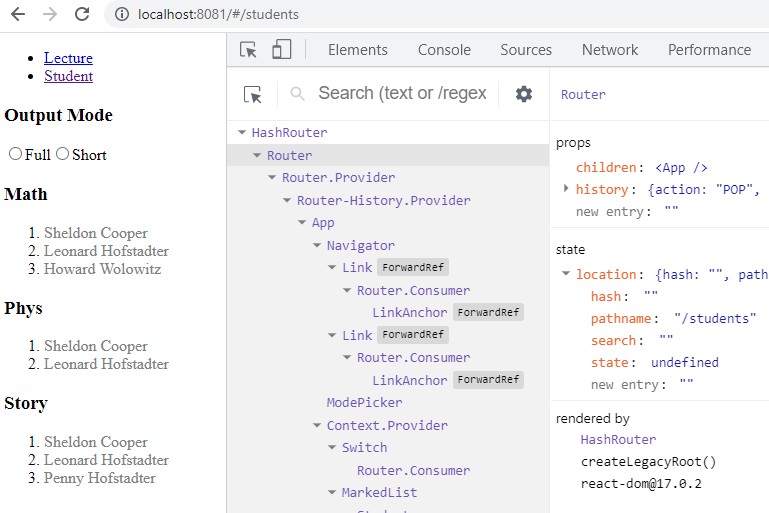 localhost:8081/#/students
Lecture
Student
Output Mode
Full Short
Math
1. Sheldon Cooper
2. Leonard Hofstadter
3. Howard Wolowitz
Phys
1. Sheldon Cooper
2. Leonard Hofstadter
Story
1. Sheldon Cooper
2. Leonard Hofstadter
3. Penny Hofstadter
Elements Console Sources Network Performance
Search (text or /regex
HashRouter
Router
Router.Provider
Router-History.Provider
App
Navigator
Link ForwardRef
Router.Consumer
LinkAnchor ForwardRef
Link ForwardRef
Router.Consumer
LinkAnchor ForwardRef
ModePicker
Context.Provider
Switch
Router.Consumer
MarkedList
Router
props
children: <App />
history: {action: "POP",
new entry: ""
state
location: {hash: "", path
hash: ""
pathname: "/students"
search: ""
state: undefined
new entry: ""
rendered by
HashRouter
createLegacyRoot()
react-dom@17.0.2